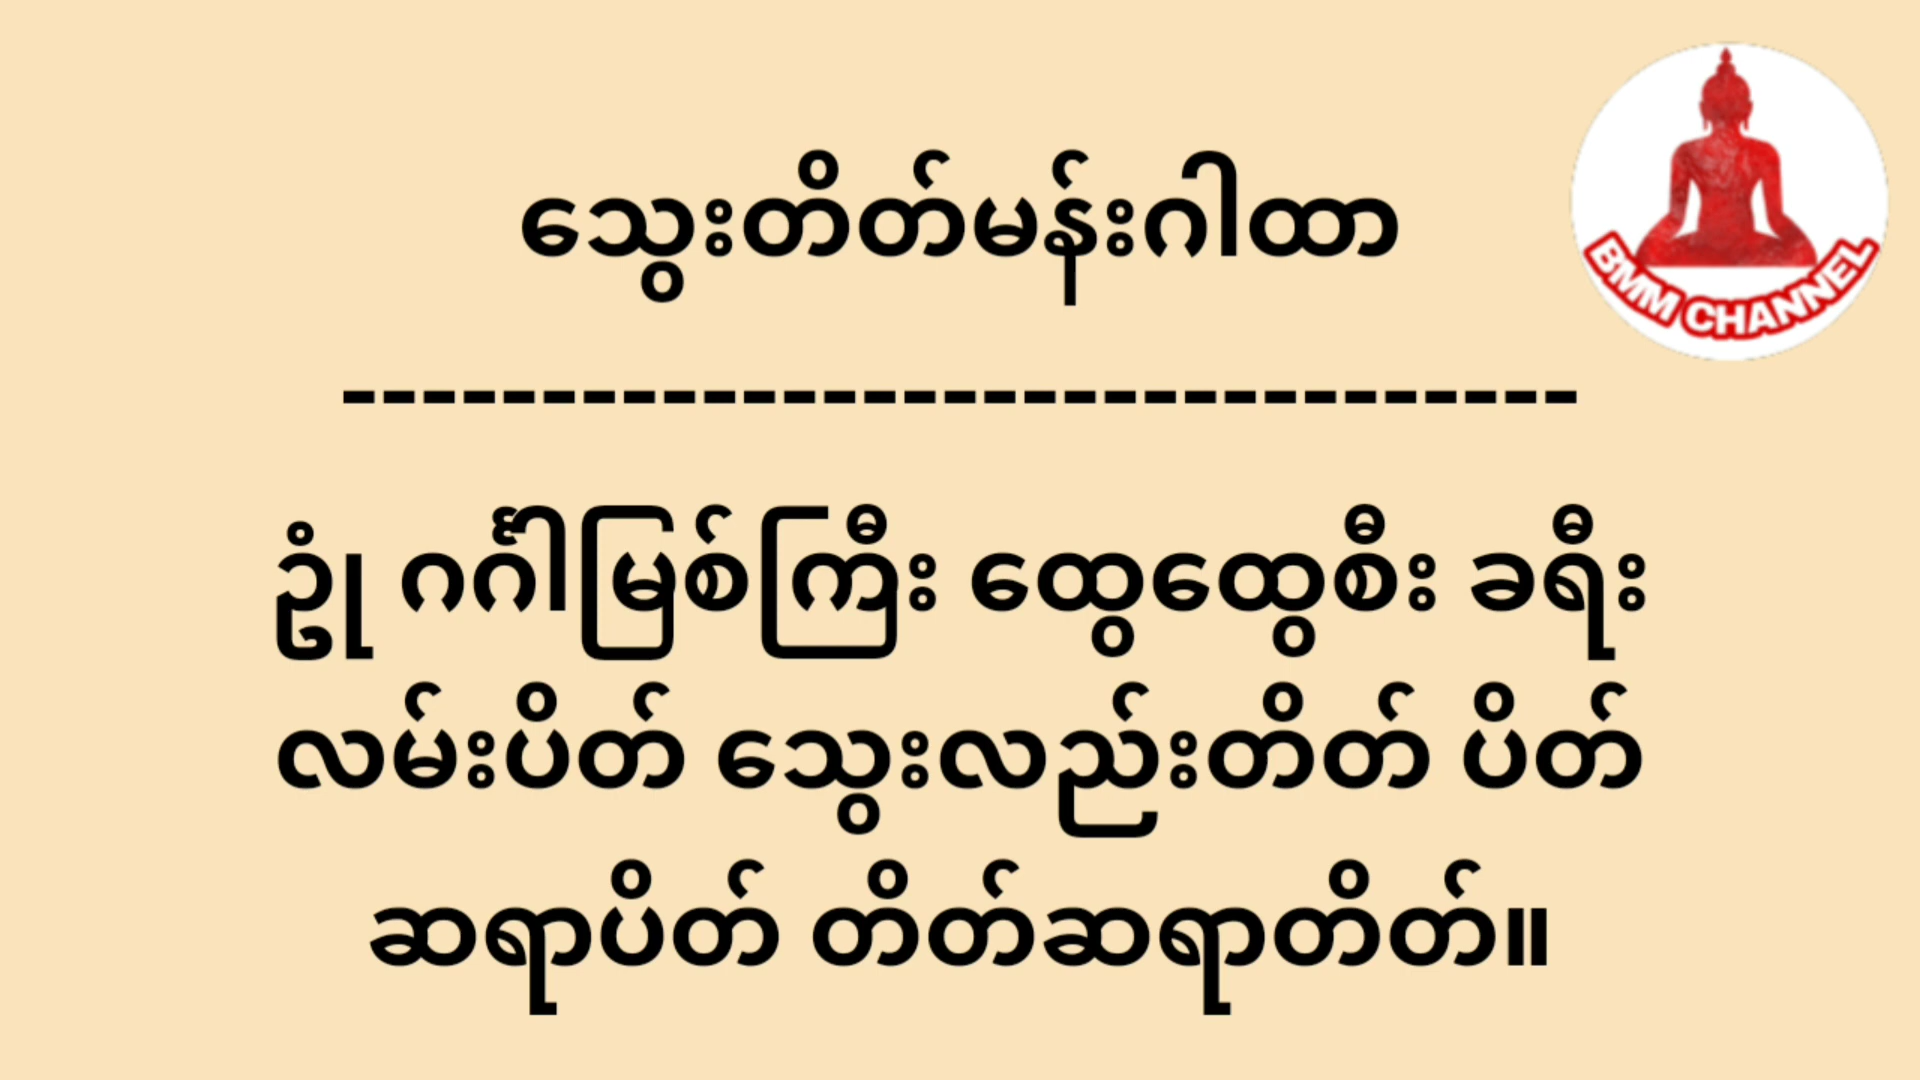 သွေးတိတ်မန်းဂါထာ
-------------------------------
ဥုံ ဂင်္ဂါမြစ်ကြီး ထွေထွေစီး ခရီး
လမ်းပိတ် သွေးလည်းတိတ် ပိတ်
ဆရာပိတ် တိတ်ဆရာတိတ်။
BMM CHANNEL